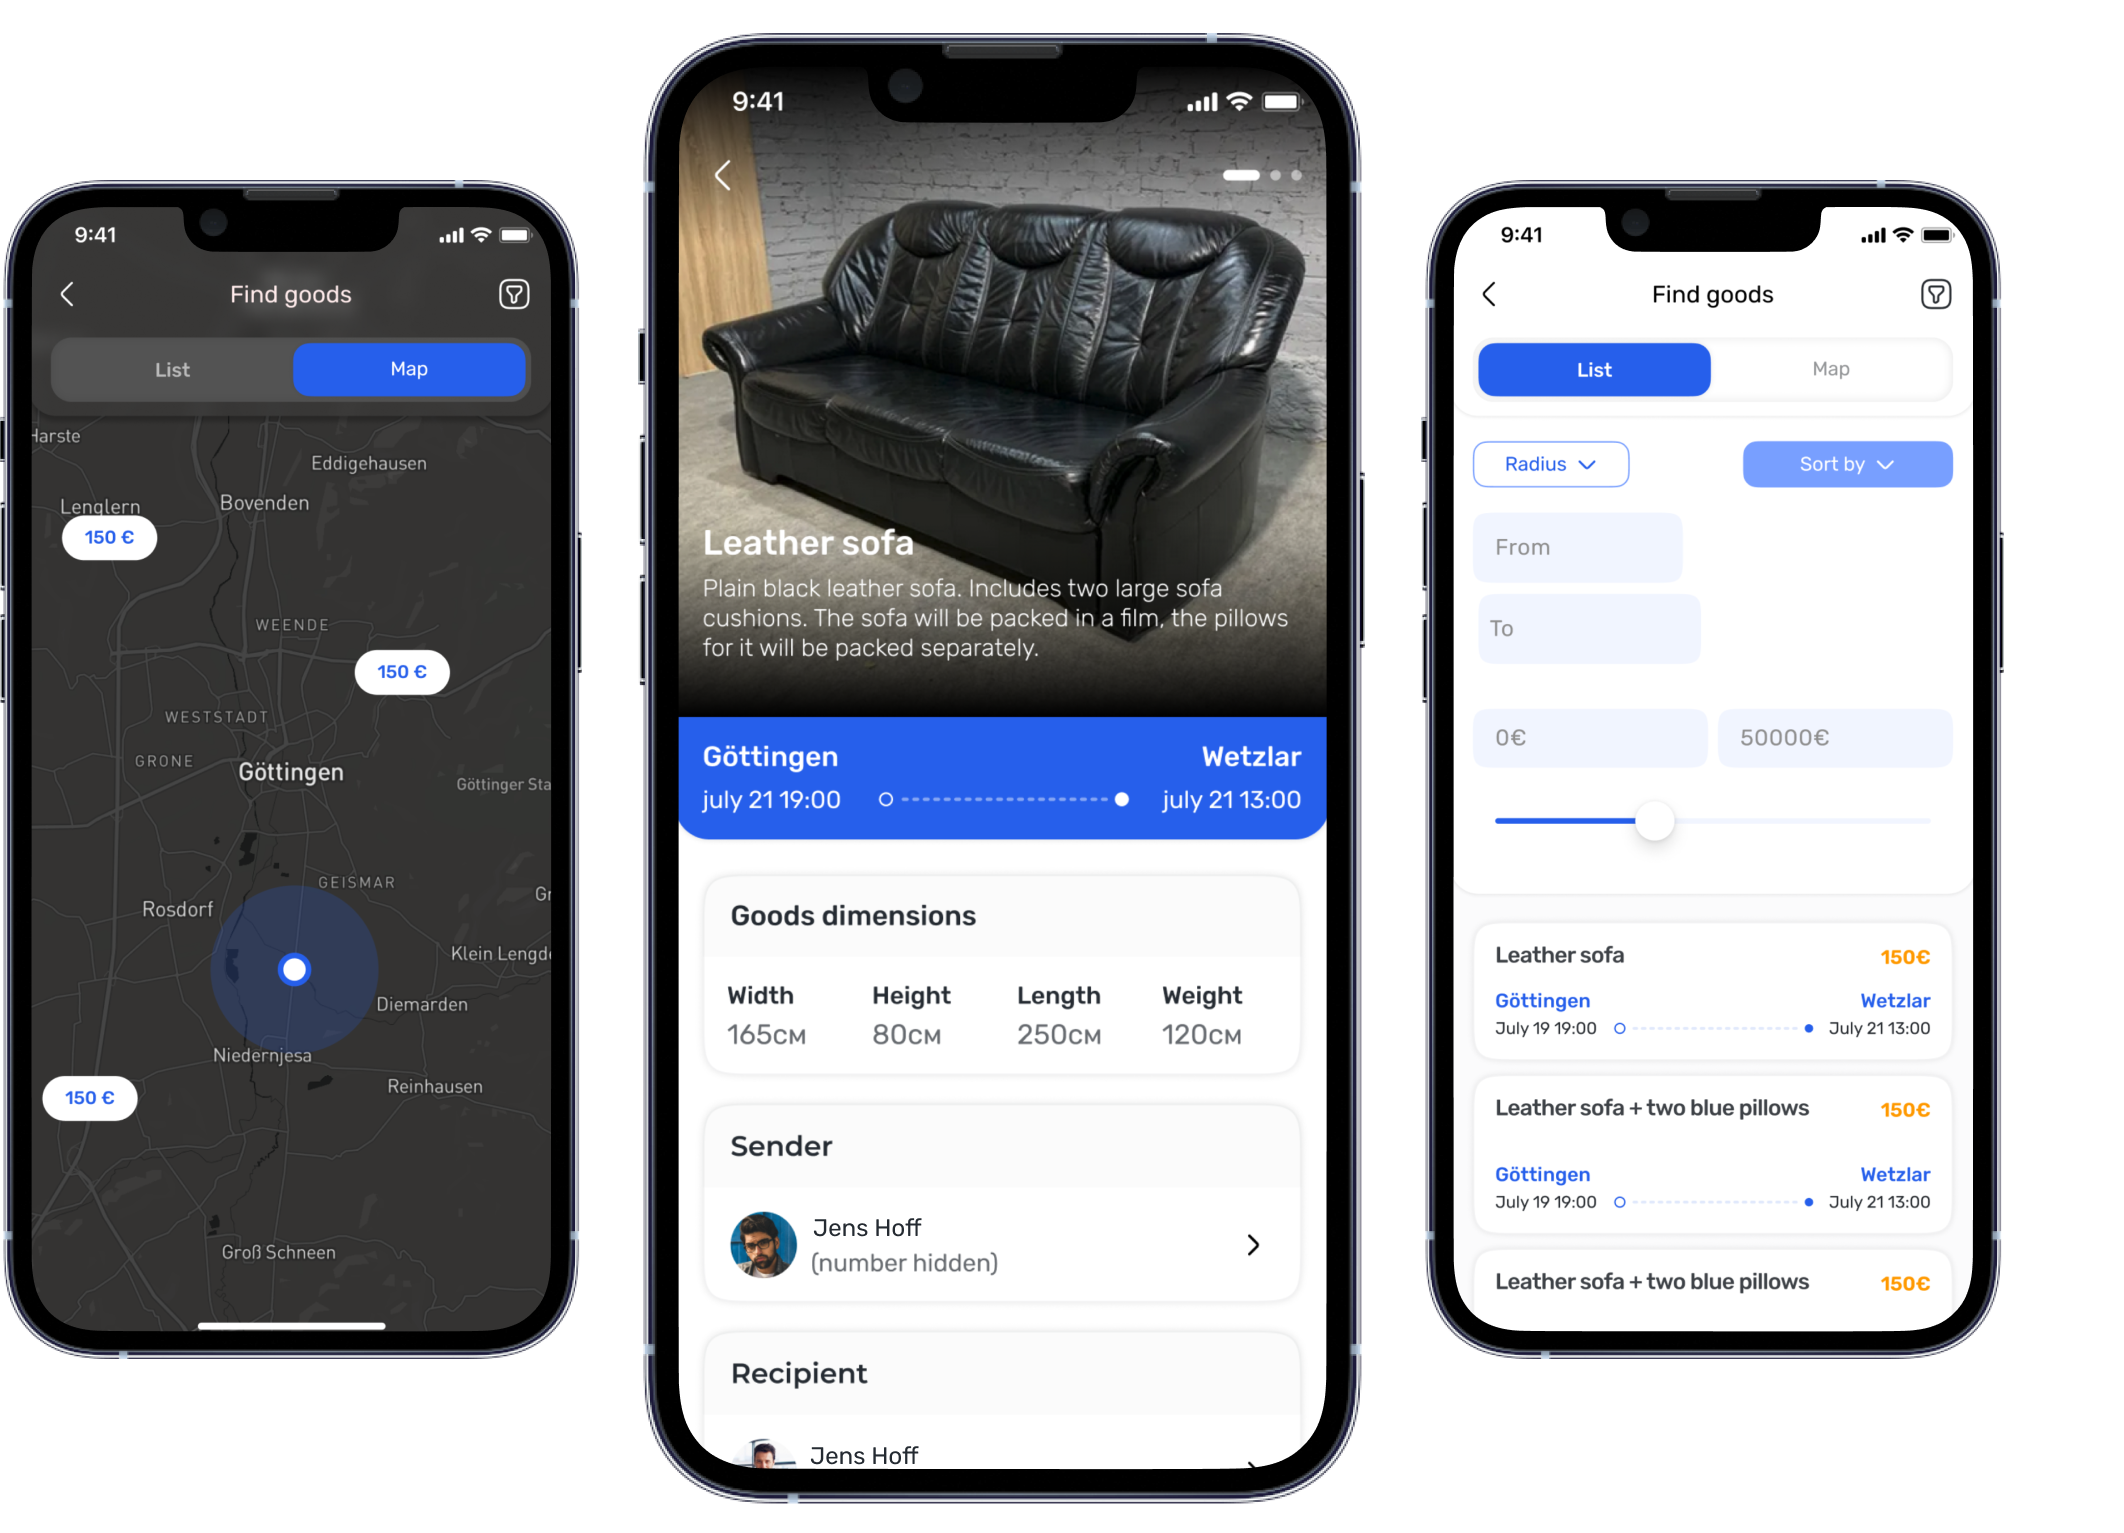 9:41
Find goods
List Map
Harste
Eddigehausen
Lenglern
Bovenden
150 €
WEENDE
150 €
WESTSTADT
GRONE
Göttingen
Göttinger Sta
GEISMAR
Gr
Rosdorf
Klein Lengd
Diemarden
Niedernjesa
Reinhausen
150 €
Groß Schneen
9:41
Leather sofa
Plain black leather sofa. Includes two large sofa
cushions. The sofa will be packed in a film, the pillows
for it will be packed separately.
Göttingen Wetzlar
july 21 19:00 july 21 13:00
Goods dimensions
Width Height Length Weight
165см 80см 250см 120см
Sender
Jens Hoff
(number hidden)
Recipient
Jens Hoff
9:41
Find goods
List Map
Radius Sort by
From
To
0€ 50000€
Leather sofa 150€
Göttingen Wetzlar
July 19 19:00 July 21 13:00
Leather sofa + two blue pillows 150€
Göttingen Wetzlar
July 19 19:00 July 21 13:00
Leather sofa + two blue pillows 150€